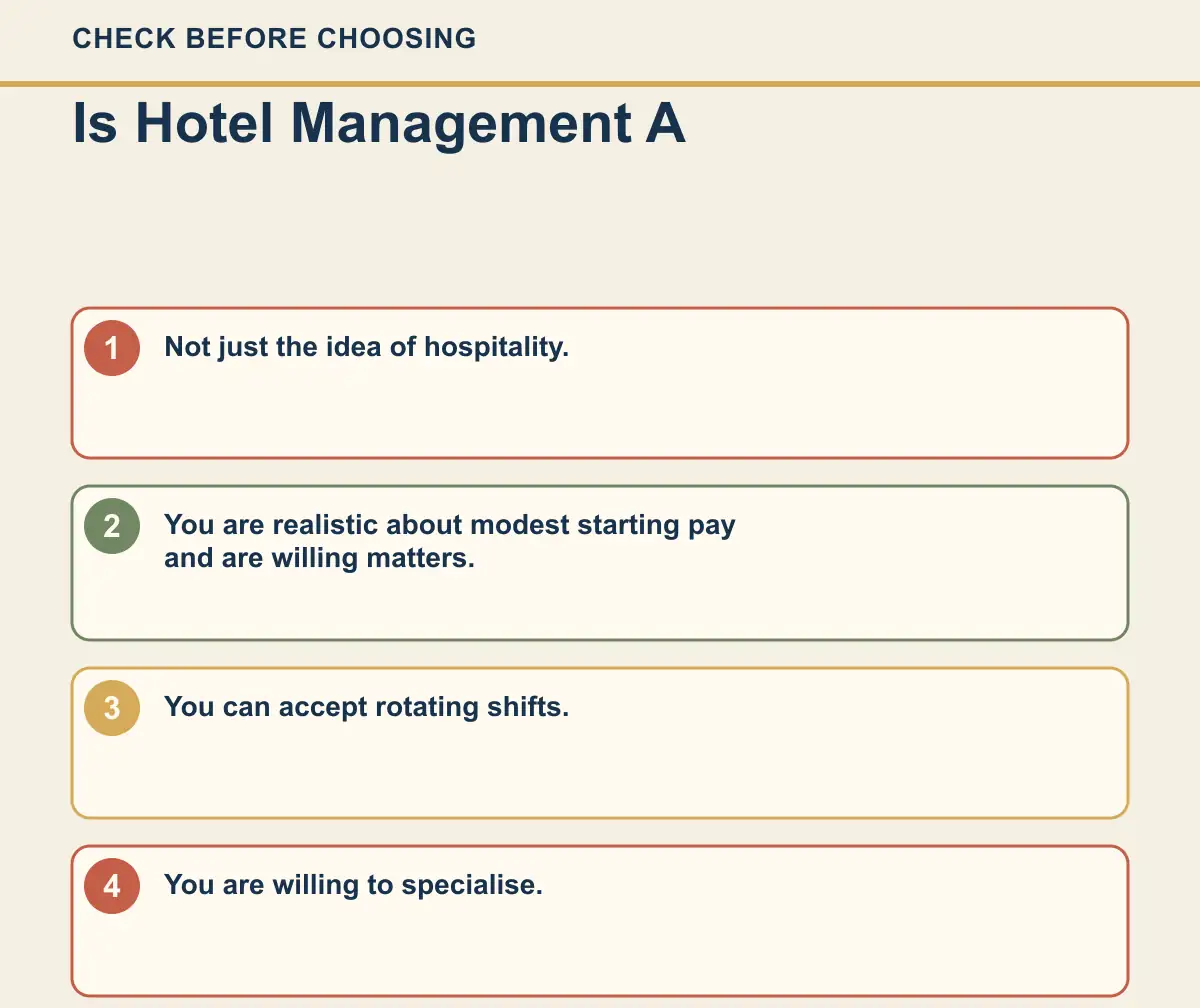 CHECK BEFORE CHOOSING
Is Hotel Management A
1
Not just the idea of hospitality.
2
You are realistic about modest starting pay
and are willing matters.
3
You can accept rotating shifts.
4
You are willing to specialise.